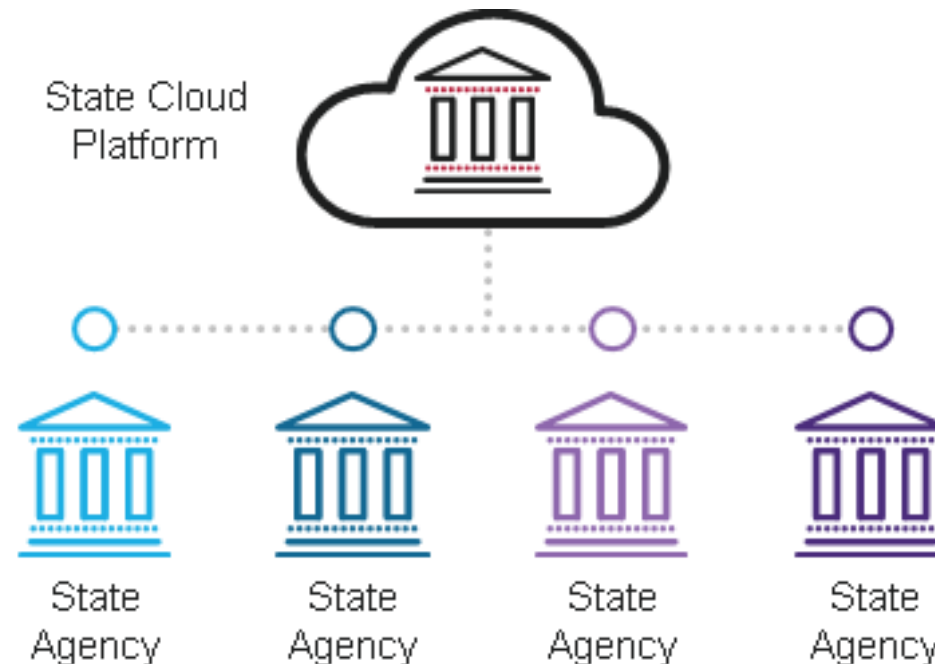 State Cloud
Platform
State
Agency
State
Agency
State
Agency
State
Agency